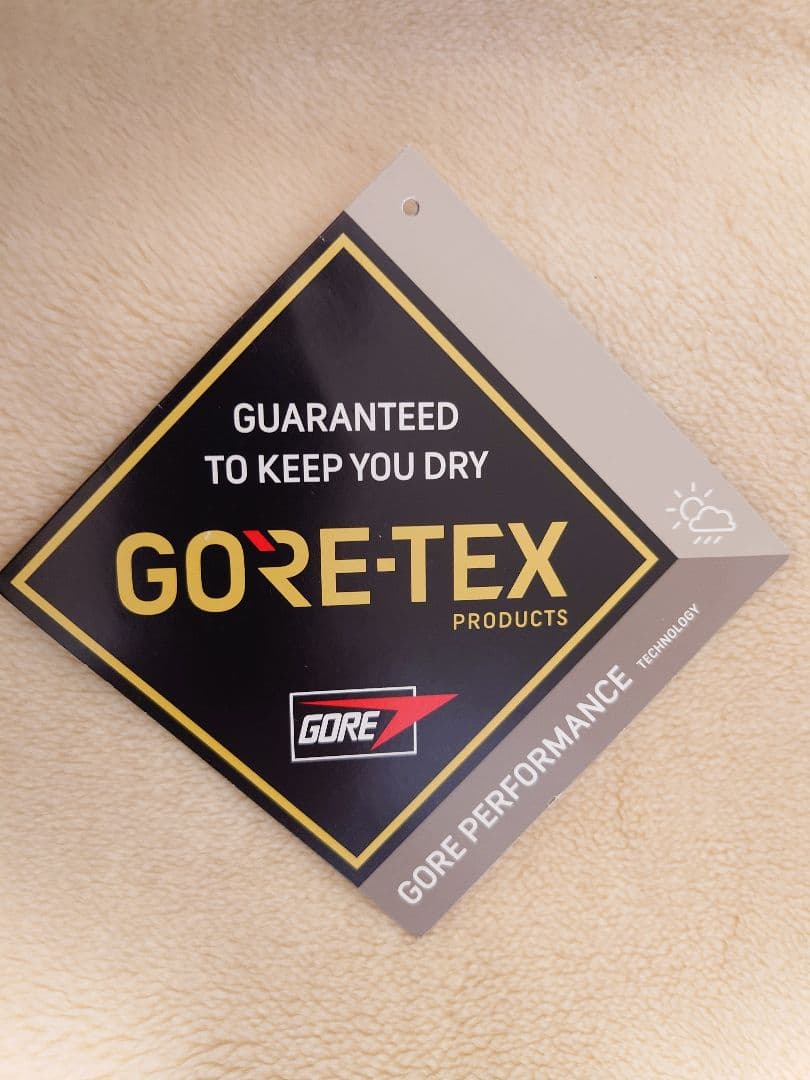 GUARANTEED
TO KEEP YOU DRY
GORE-TEX
PRODUCTS
GORE
GORE PERFORMANCE TECHNOLOGY